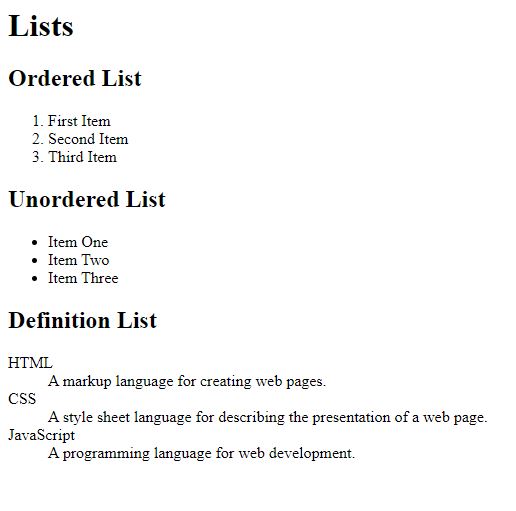 Lists
Ordered List
1. First Item
2. Second Item
3. Third Item
Unordered List
• Item One
• Item Two
• Item Three
Definition List
HTML
A markup language for creating web pages.
CSS
A style sheet language for describing the presentation of a web page.
JavaScript
A programming language for web development.